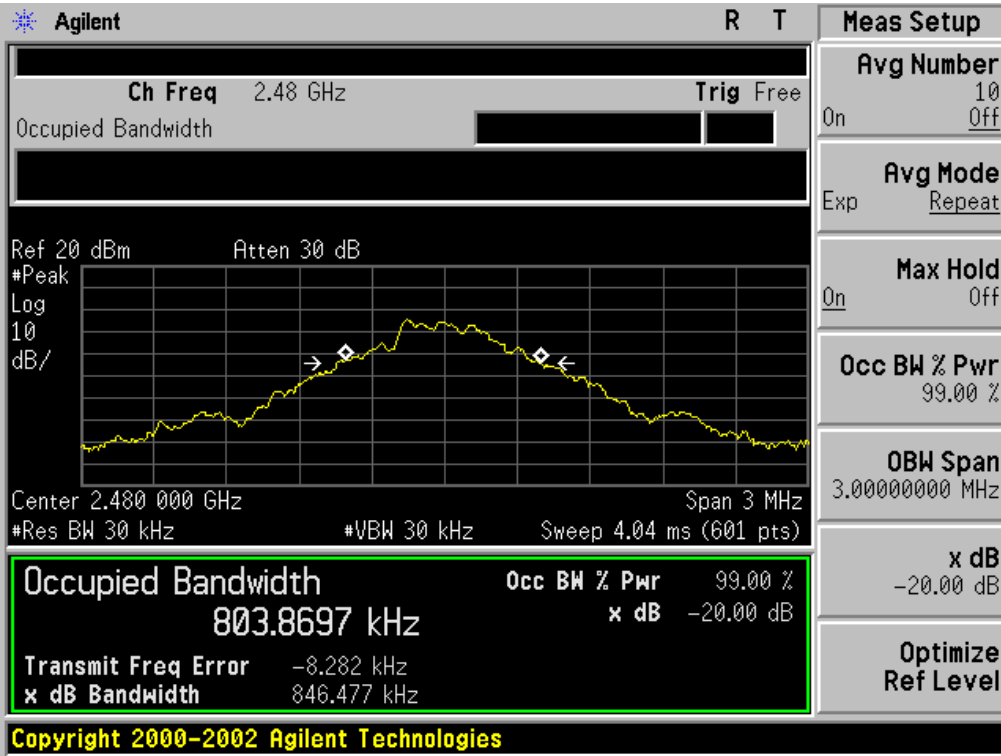 Agilent R T
Ch Freq 2.48 GHz Trig Free
Occupied Bandwidth
Ref 20 dBm Atten 30 dB
#Peak
Log
10
dB/
Center 2.480 000 GHz Span 3 MHz
#Res BW 30 kHz #VBW 30 kHz Sweep 4.04 ms (601 pts)
Occupied Bandwidth Occ BW % Pwr 99.00 %
803.8697 kHz x dB -20.00 dB
Transmit Freq Error -8.282 kHz
x dB Bandwidth 846.477 kHz
Copyright 2000-2002 Agilent Technologies
Meas Setup
Avg Number
10
On Off
Avg Mode
Exp Repeat
Max Hold
On Off
Occ BW % Pwr
99.00 %
OBW Span
3.00000000 MHz
x dB
-20.00 dB
Optimize
Ref Level